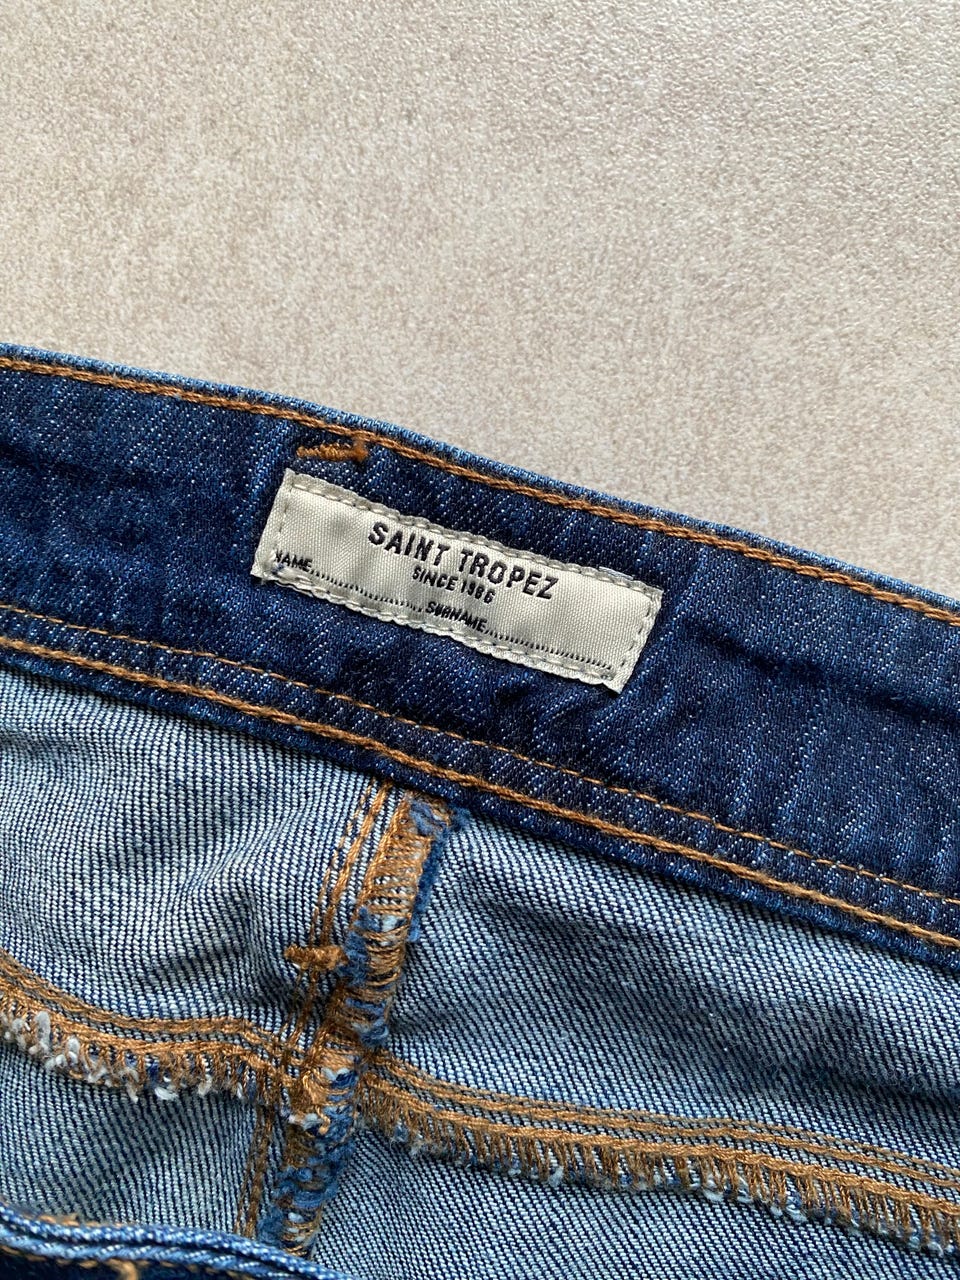 SAINT TROPEZ
SINCE 1986
NAME..............................SURNAME..............................